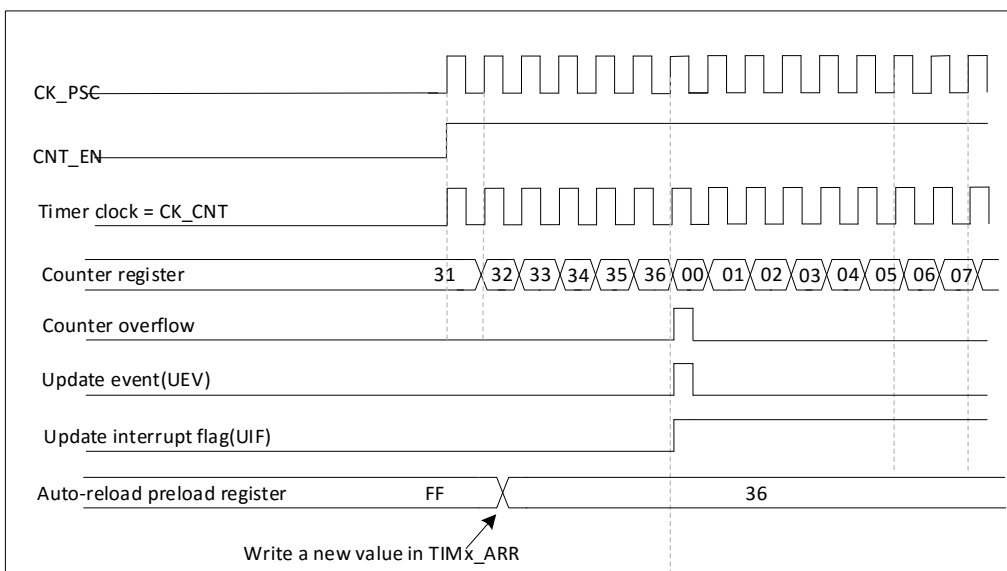 CK_PSC
CNT_EN
Timer clock = CK_CNT
Counter register 31 32 33 34 35 36 00 01 02 03 04 05 06 07
Counter overflow
Update event(UEV)
Update interrupt flag(UIF)
Auto-reload preload register FF 36
Write a new value in TIMx_ARR